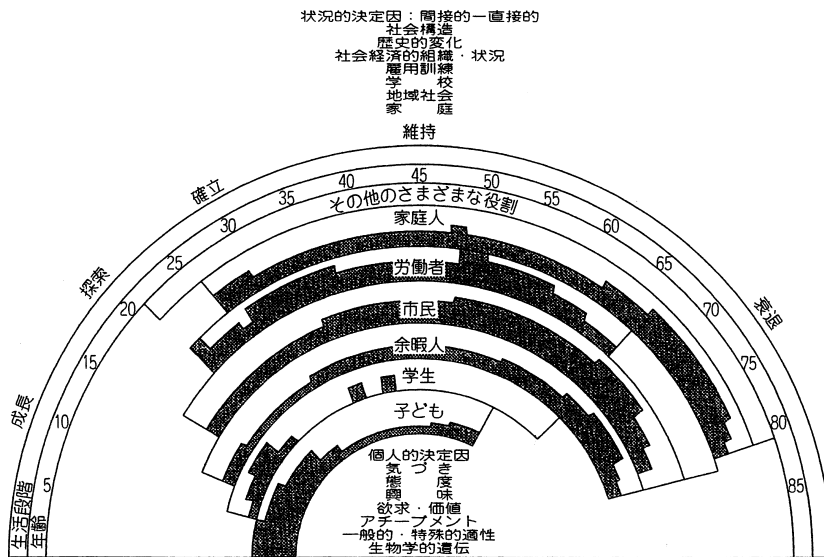 状況的決定因：間接的ー直接的
社会構造
歴史的変化
社会経済的組織・状況
雇用訓練
学　　校
地域社会
家　　庭
維持
確立
探索
成長
衰退
生活段階
年齢
5
10
15
20
25
30
35
40
45
50
55
60
65
70
75
80
85
その他のさまざまな役割
家庭人
労働者
市民
余暇人
学生
子ども
個人的決定因
気　づ　き
態　　度
興　　味
欲求・価値
アチーブメント
一般的・特殊的適性
生物学的遺伝